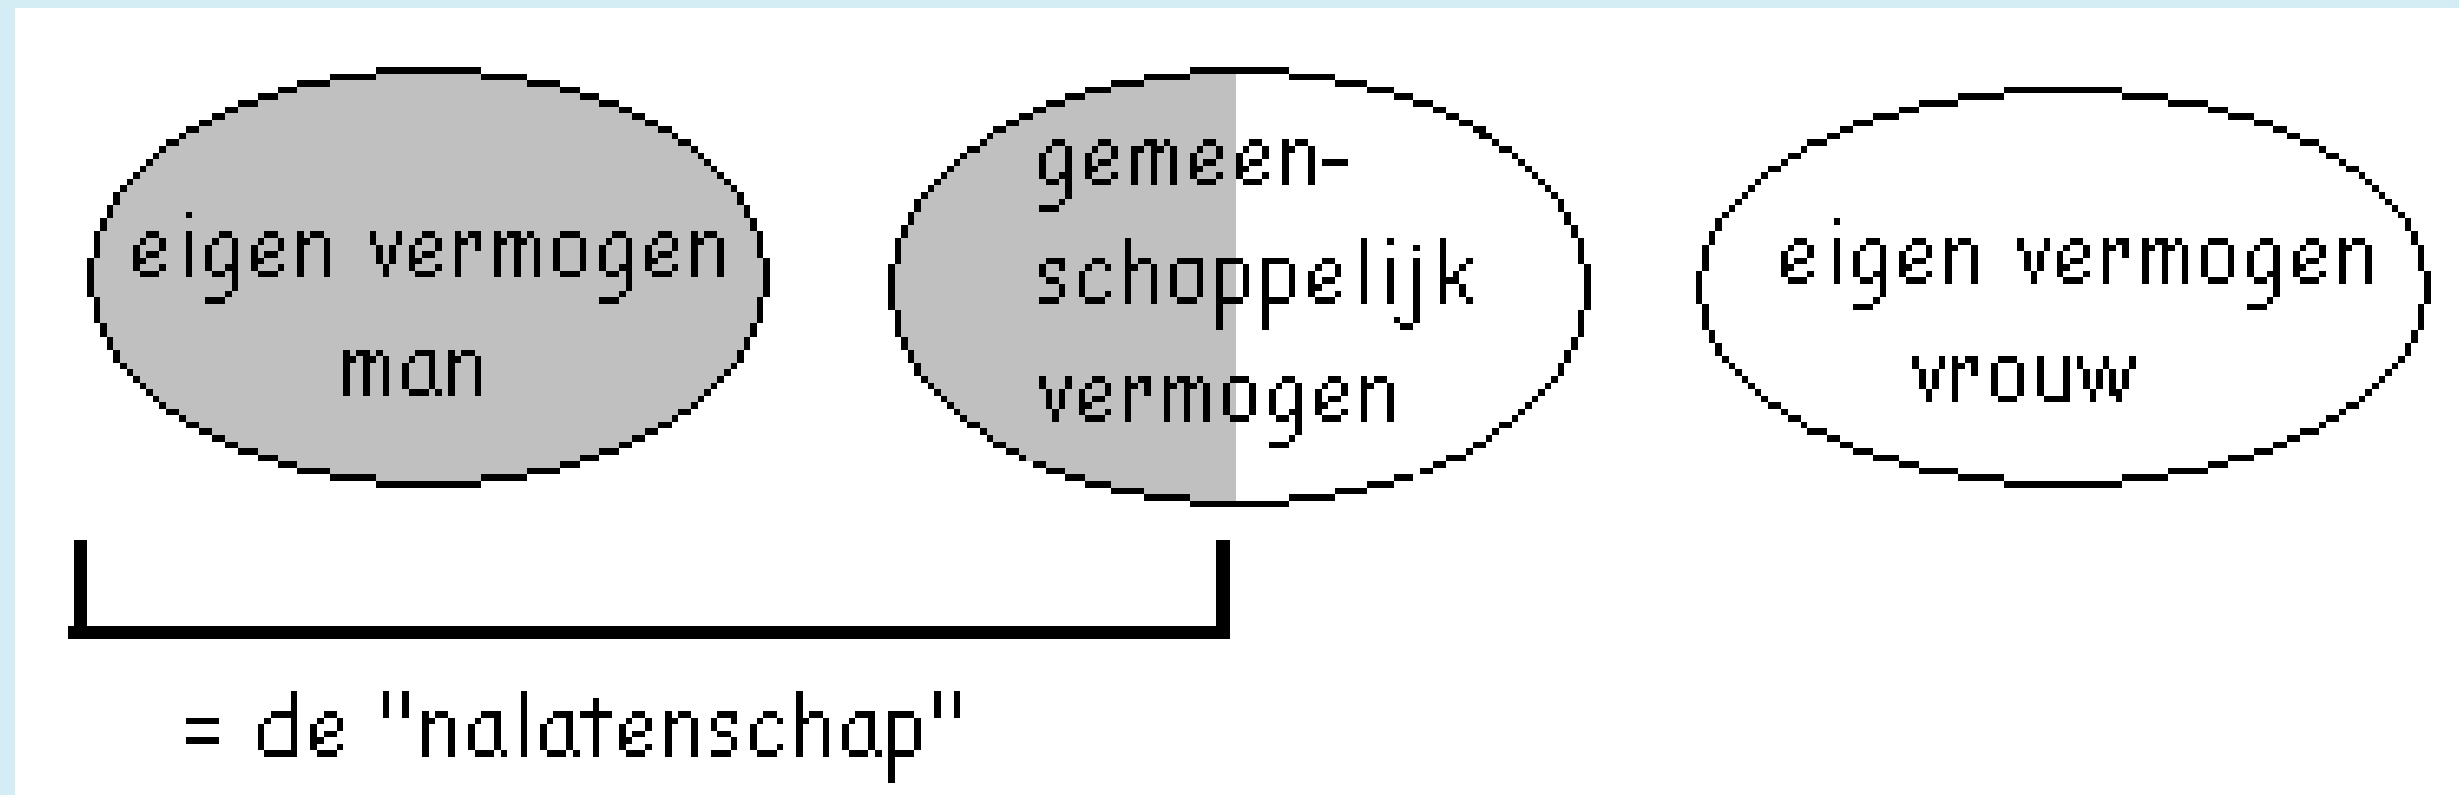 eigen vermogen
man
gemeen-
schappelijk
vermogen
eigen vermogen
vrouw
= de "nalatenschap"